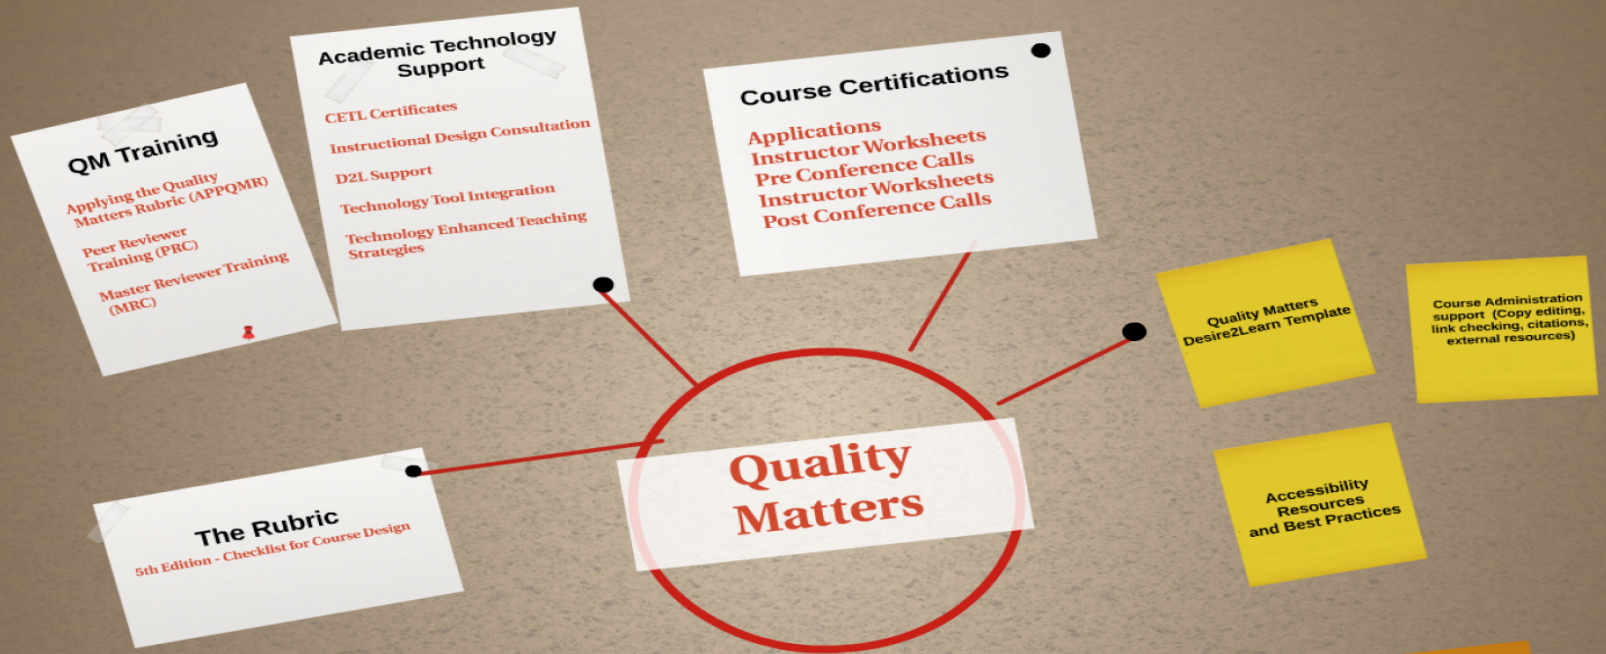 Academic Technology
Support
CETL Certificates
Instructional Design Consultation
D2L Support
Technology Tool Integration
Technology Enhanced Teaching
Strategies
QM Training
Applying the Quality
Matters Rubric (APPQMR)
Peer Reviewer
Training (PRC)
Master Reviewer Training
(MRC)
Course Certifications
Applications
Instructor Worksheets
Pre Conference Calls
Instructor Worksheets
Post Conference Calls
Quality Matters
Desire2Learn Template
Course Administration
support (Copy editing,
link checking, citations,
external resources)
The Rubric
5th Edition - Checklist for Course Design
Quality
Matters
Accessibility
Resources
and Best Practices